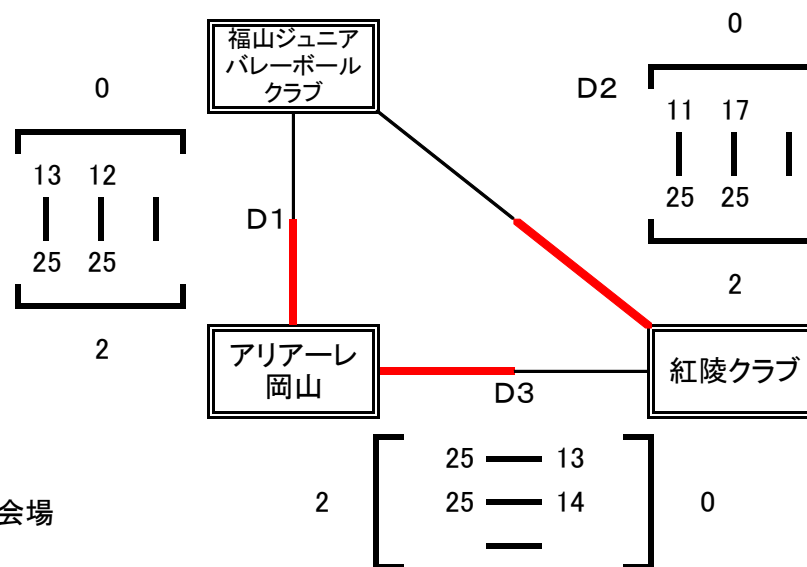 0
福山ジュニア
バレーボール
クラブ
0
D2
11 17
25 25
2
13 12
25 25
2
D1
アリアーレ
岡山
紅陵クラブ
D3
25 13
25 14
2
0
会場